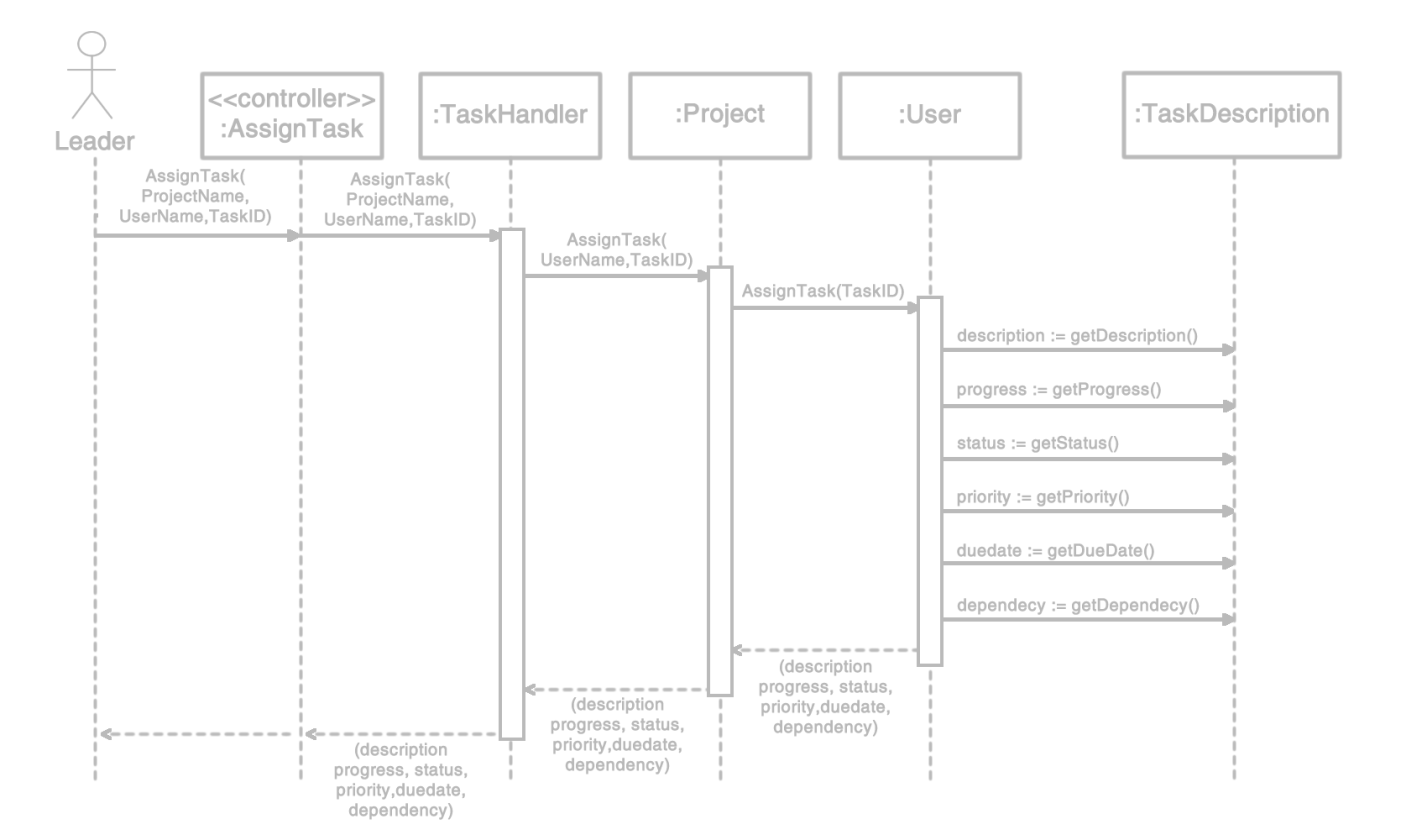 Leader
<<controller>>
:AssignTask
:TaskHandler
:Project
:User
:TaskDescription
AssignTask(
ProjectName,
UserName,TaskID)
AssignTask(
ProjectName,
UserName,TaskID)
AssignTask(
UserName,TaskID)
AssignTask(TaskID)
description := getDescription()
progress := getProgress()
status := getStatus()
priority := getPriority()
duedate := getDueDate()
dependecy := getDependecy()
(description
progress, status,
priority,duedate,
dependency)
(description
progress, status,
priority,duedate,
dependency)
(description
progress, status,
priority,duedate,
dependency)